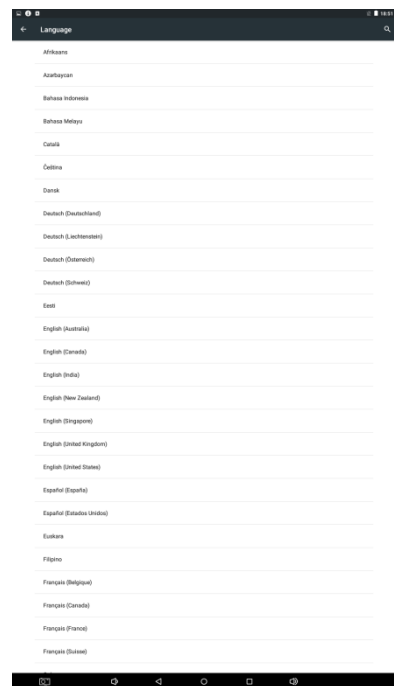 16:51
Language
Afrikaans
Azərbaycan
Bahasa Indonesia
Bahasa Melayu
Català
Čeština
Dansk
Deutsch (Deutschland)
Deutsch (Liechtenstein)
Deutsch (Österreich)
Deutsch (Schweiz)
Eesti
English (Australia)
English (Canada)
English (India)
English (New Zealand)
English (Singapore)
English (United Kingdom)
English (United States)
Español (España)
Español (Estados Unidos)
Euskara
Filipino
Français (Belgique)
Français (Canada)
Français (France)
Français (Suisse)